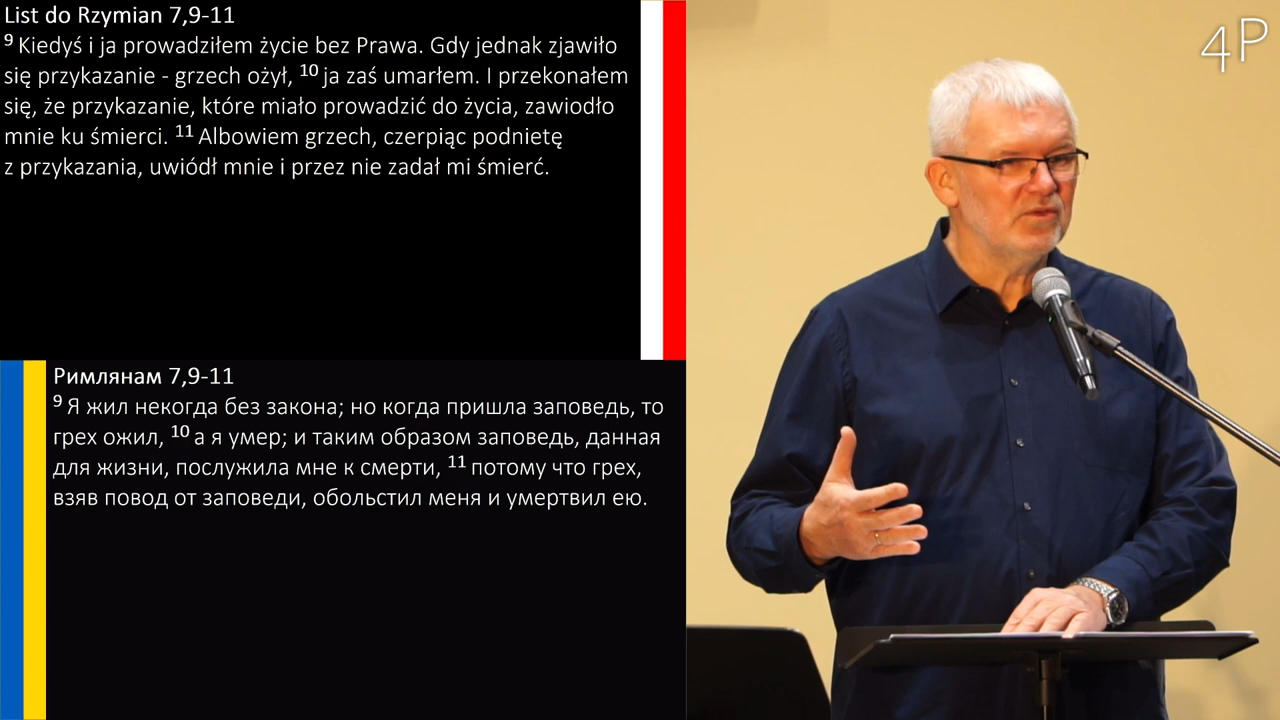 List do Rzymian 7,9-11
9 Kiedyś i ja prowadziłem życie bez Prawa. Gdy jednak zjawiło
się przykazanie - grzech ożył, 10 ja zaś umarłem. I przekonałem
się, że przykazanie, które miało prowadzić do życia, zawiodło
mnie ku śmierci. 11 Albowiem grzech, czerpiąc podnietę
z przykazania, uwiódł mnie i przez nie zadał mi śmierć.
Римлянам 7,9-11
9 Я жил некогда без закона; но когда пришла заповедь, то
грех ожил, 10 а я умер; и таким образом заповедь, данная
для жизни, послужила мне к смерти, 11 потому что грех,
взяв повод от заповеди, обольстил меня и умертвил ею.
4P